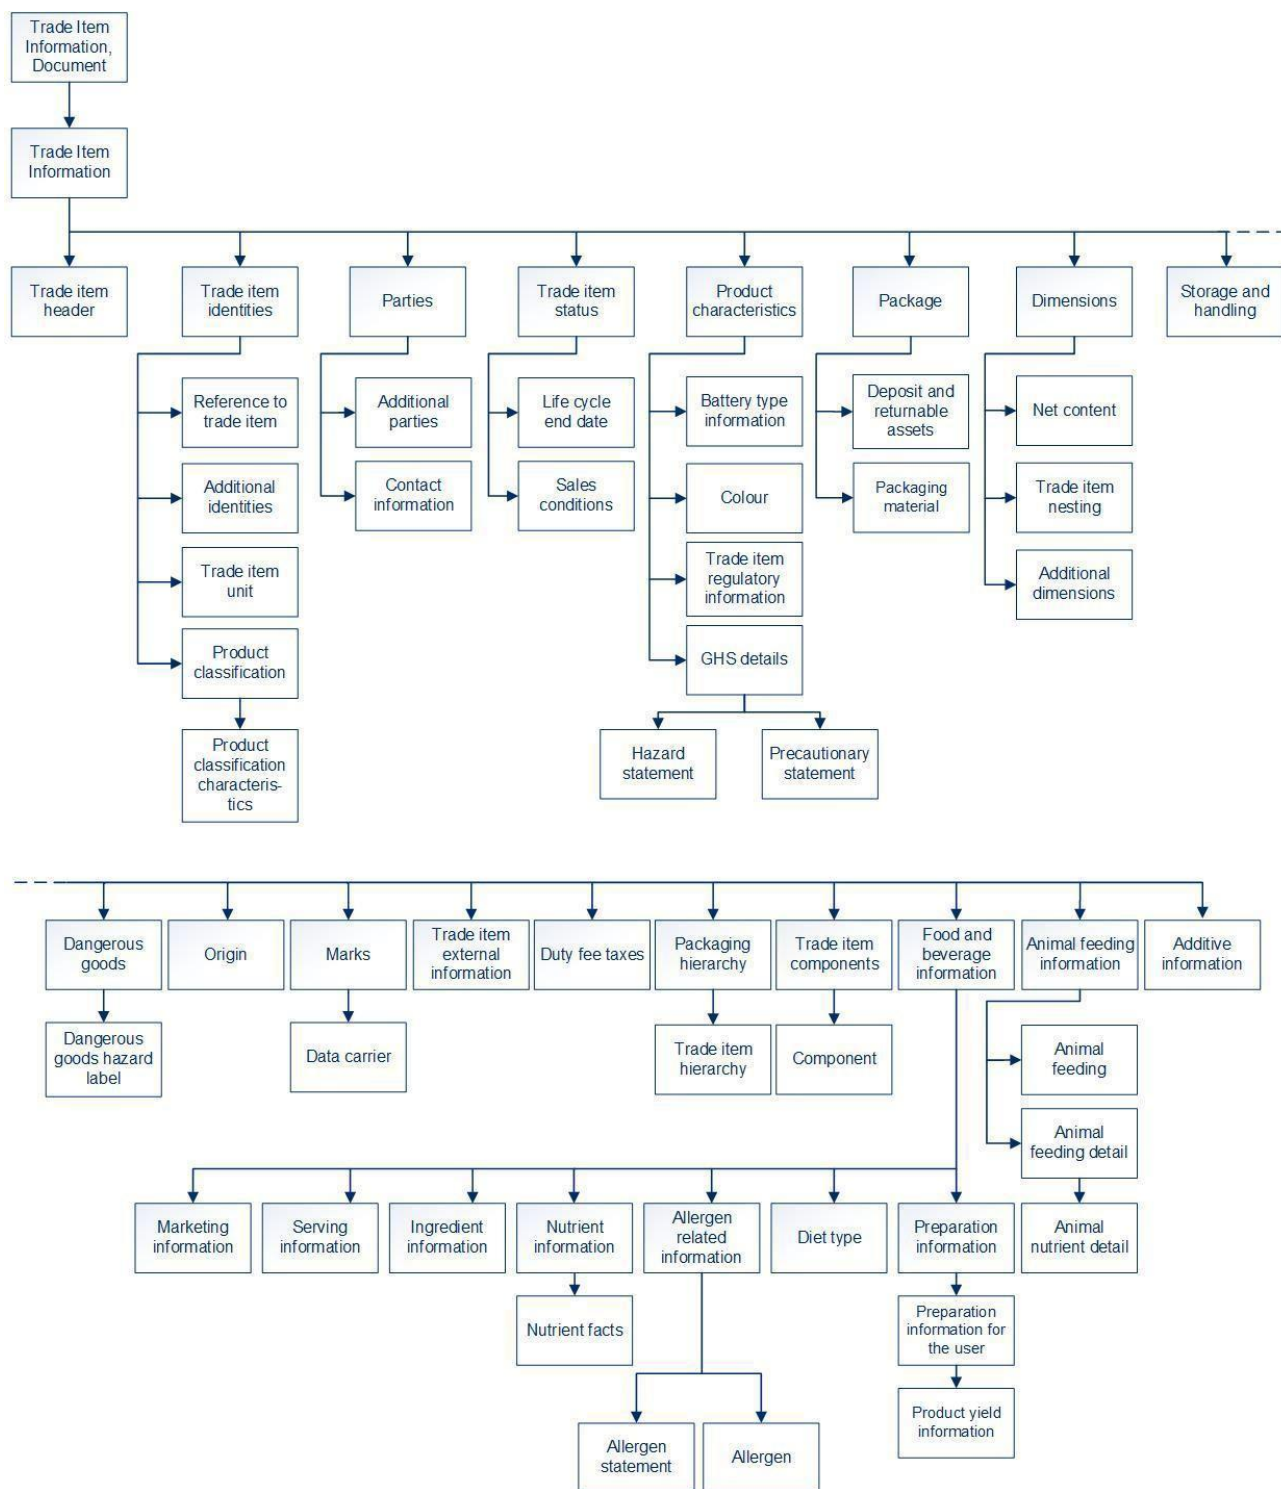 Trade Item
Information,
Document
Trade Item
Information
Trade item
header
Trade item
identities
Parties
Trade item
status
Product
characteristics
Package
Dimensions
Storage and
handling
Reference to
trade item
Additional
parties
Life cycle
end date
Battery type
information
Deposit and
returnable
assets
Net content
Additional
identities
Contact
information
Sales
conditions
Colour
Packaging
material
Trade item
nesting
Trade item
unit
Trade item
regulatory
information
Additional
dimensions
Product
classification
GHS details
Product
classification
characteris-
tics
Hazard
statement
Precautionary
statement
Dangerous
goods
Origin
Marks
Trade item
external
information
Duty fee taxes
Packaging
hierarchy
Trade item
components
Food and
beverage
information
Animal feeding
information
Additive
information
Dangerous
goods hazard
label
Data carrier
Trade item
hierarchy
Component
Animal
feeding
Animal
feeding detail
Marketing
information
Serving
information
Ingredient
information
Nutrient
information
Allergen
related
information
Diet type
Preparation
information
Animal
nutrient detail
Nutrient facts
Preparation
information for
the user
Allergen
statement
Allergen
Product yield
information